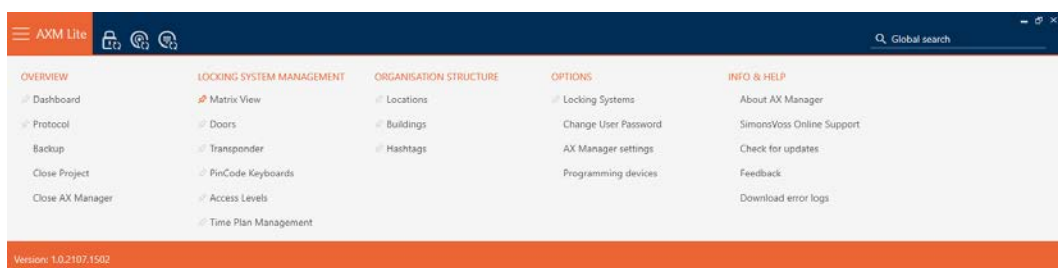 AXM Lite
Global search
OVERVIEW
Dashboard
Protocol
Backup
Close Project
Close AX Manager
LOCKING SYSTEM MANAGEMENT
Matrix View
Doors
Transponder
PinCode Keyboards
Access Levels
Time Plan Management
ORGANISATION STRUCTURE
Locations
Buildings
Hashtags
OPTIONS
Locking Systems
Change User Password
AX Manager settings
Programming devices
INFO & HELP
About AX Manager
SimonsVoss Online Support
Check for updates
Feedback
Download error logs
Version: 1.0.2107.1502